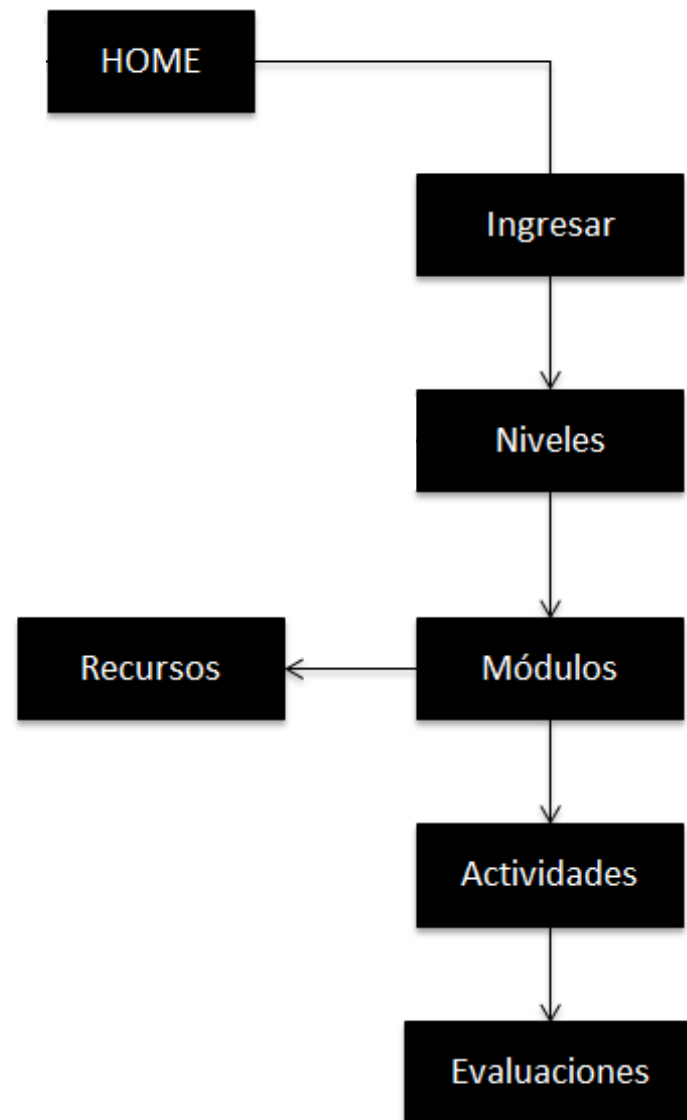 HOME
Ingresar
Niveles
Recursos
Módulos
Actividades
Evaluaciones